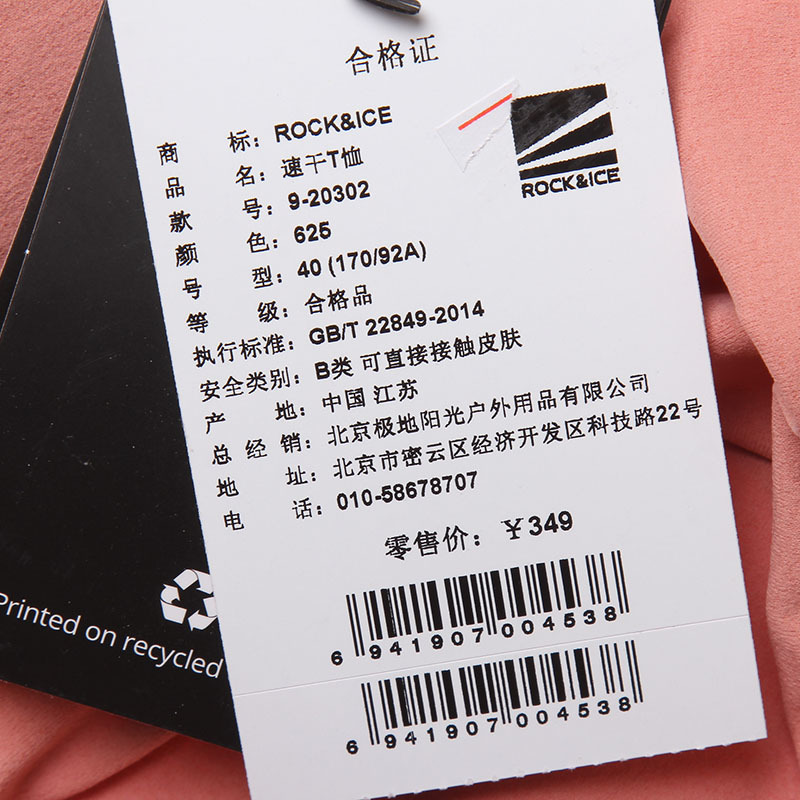 合格证
ROCK&ICE
商标：ROCK&ICE
品名：速干T恤
款号：9-20302
颜色：625
号型：40 (170/92A)
等级：合格品
执行标准：GB/T 22849-2014
安全类别：B类 可直接接触皮肤
产地：中国 江苏
总经销：北京极地阳光户外用品有限公司
地址：北京市密云区经济开发区科技路22号
电话：010-58678707
零售价：￥349
6 941907 004538
6 941907 004538
Printed on recycled